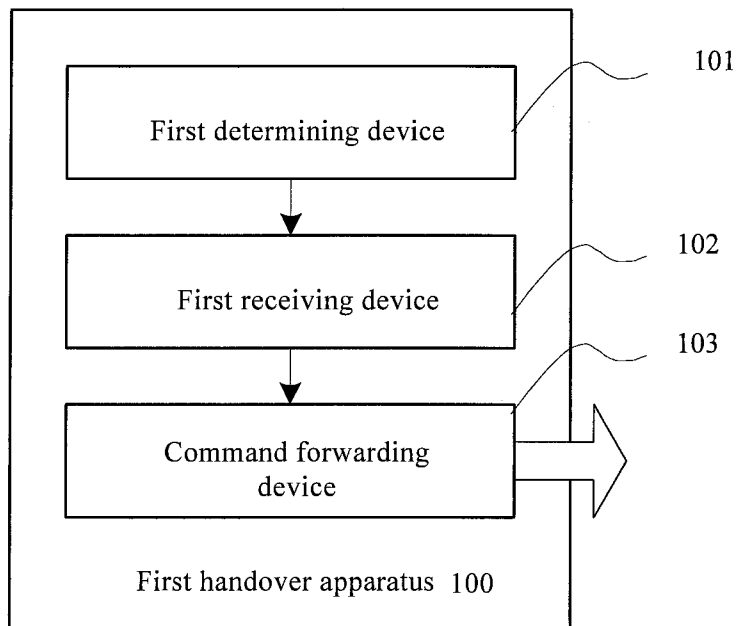 101
First determining device
102
First receiving device
103
Command forwarding
device
First handover apparatus 100